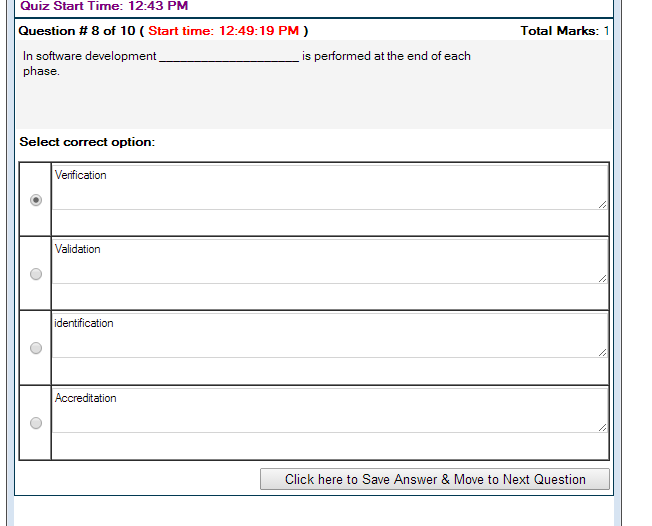 Quiz Start Time: 12:43 PM
Question # 8 of 10 ( Start time: 12:49:19 PM ) Total Marks: 1
In software development ______________________ is performed at the end of each
phase.
Select correct option:
Verification
Validation
identification
Accreditation
Click here to Save Answer & Move to Next Question